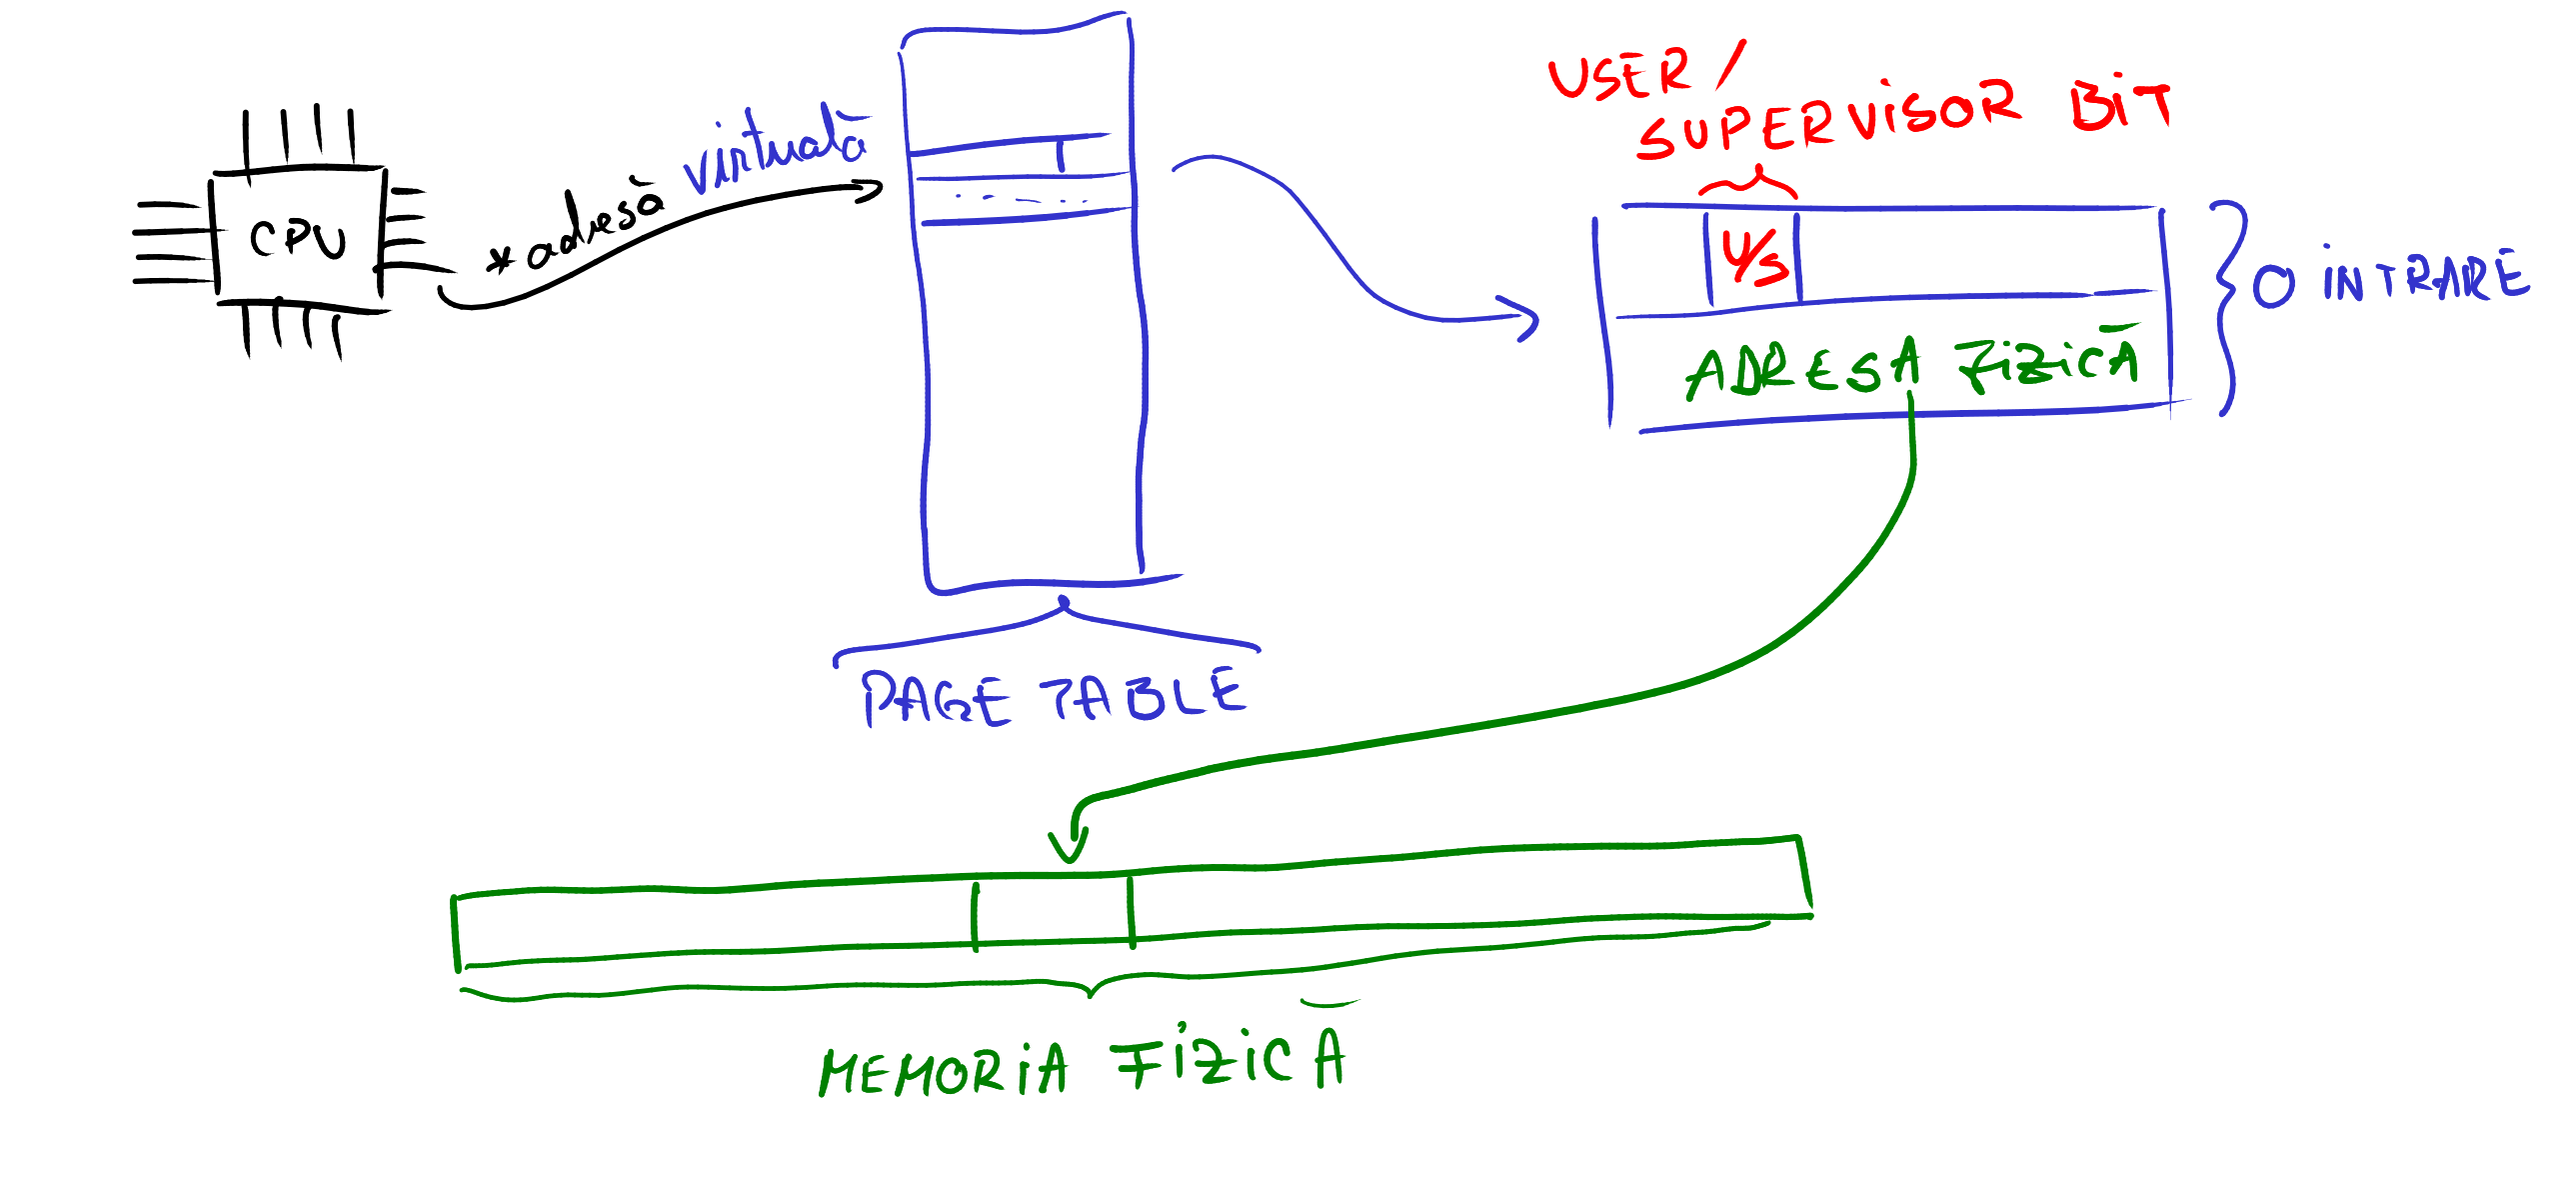 USER /
SUPERVISOR BIT
CPU
*adresă virtuală
U/S
O INTRARE
ADRESA FIZICĂ
PAGE TABLE
MEMORIA FIZICĂ